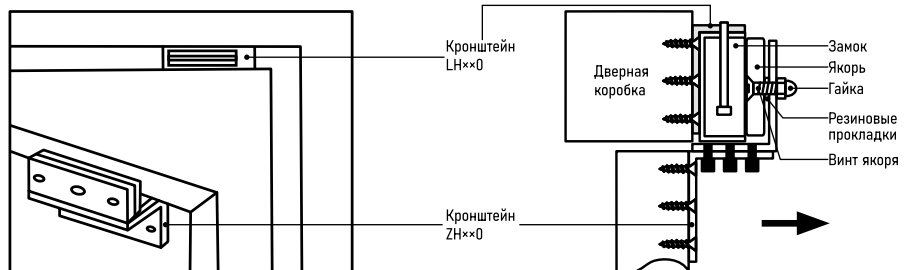 Кронштейн
LH××0
Дверная
коробка
Замок
Якорь
Гайка
Резиновые
прокладки
Винт якоря
Кронштейн
ZH××0